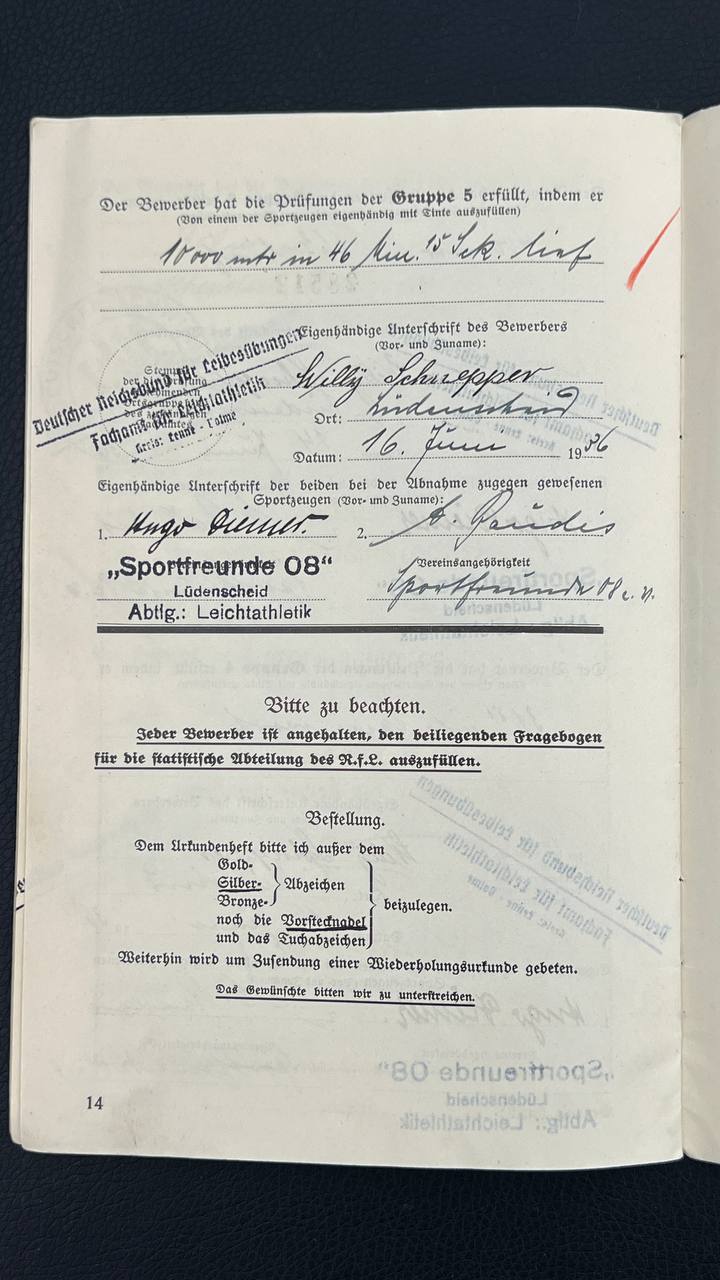 Der Bewerber hat die Prüfungen der Gruppe 5 erfüllt, indem er
(Von einem der Sportzeugen eigenhändig mit Tinte auszufüllen)
10000 mtr in 46 Min. 15 Sek. lief
Eigenhändige Unterschrift des Bewerbers
(Vor- und Zuname):
Deutscher Reichsbund für Leibesübungen
Fachamt für Leichtathletik
Kreis: Lenne - Volme
Willy Schnepper
Ort: Lüdenscheid
Datum: 16. Juni 1936
Eigenhändige Unterschrift der beiden bei der Abnahme zugegen gewesenen
Sportzeugen (Vor- und Zuname):
1. Hugo 2.
„Sportfreunde 08“
Lüdenscheid
Abtlg.: Leichtathletik
Vereinsangehörigkeit
Sportfreunde 08 e. V.
Bitte zu beachten.
Jeder Bewerber ist angehalten, den beiliegenden Fragebogen
für die statistische Abteilung des R.f.L. auszufüllen.
Bestellung.
Dem Urkundenheft bitte ich außer dem
Gold-
Silber- Abzeichen
Bronze-
noch die Vorstecknadel
und das Tuchabzeichen
beizulegen.
Weiterhin wird um Zusendung einer Wiederholungsurkunde gebeten.
Das Gewünschte bitten wir zu unterstreichen.
14